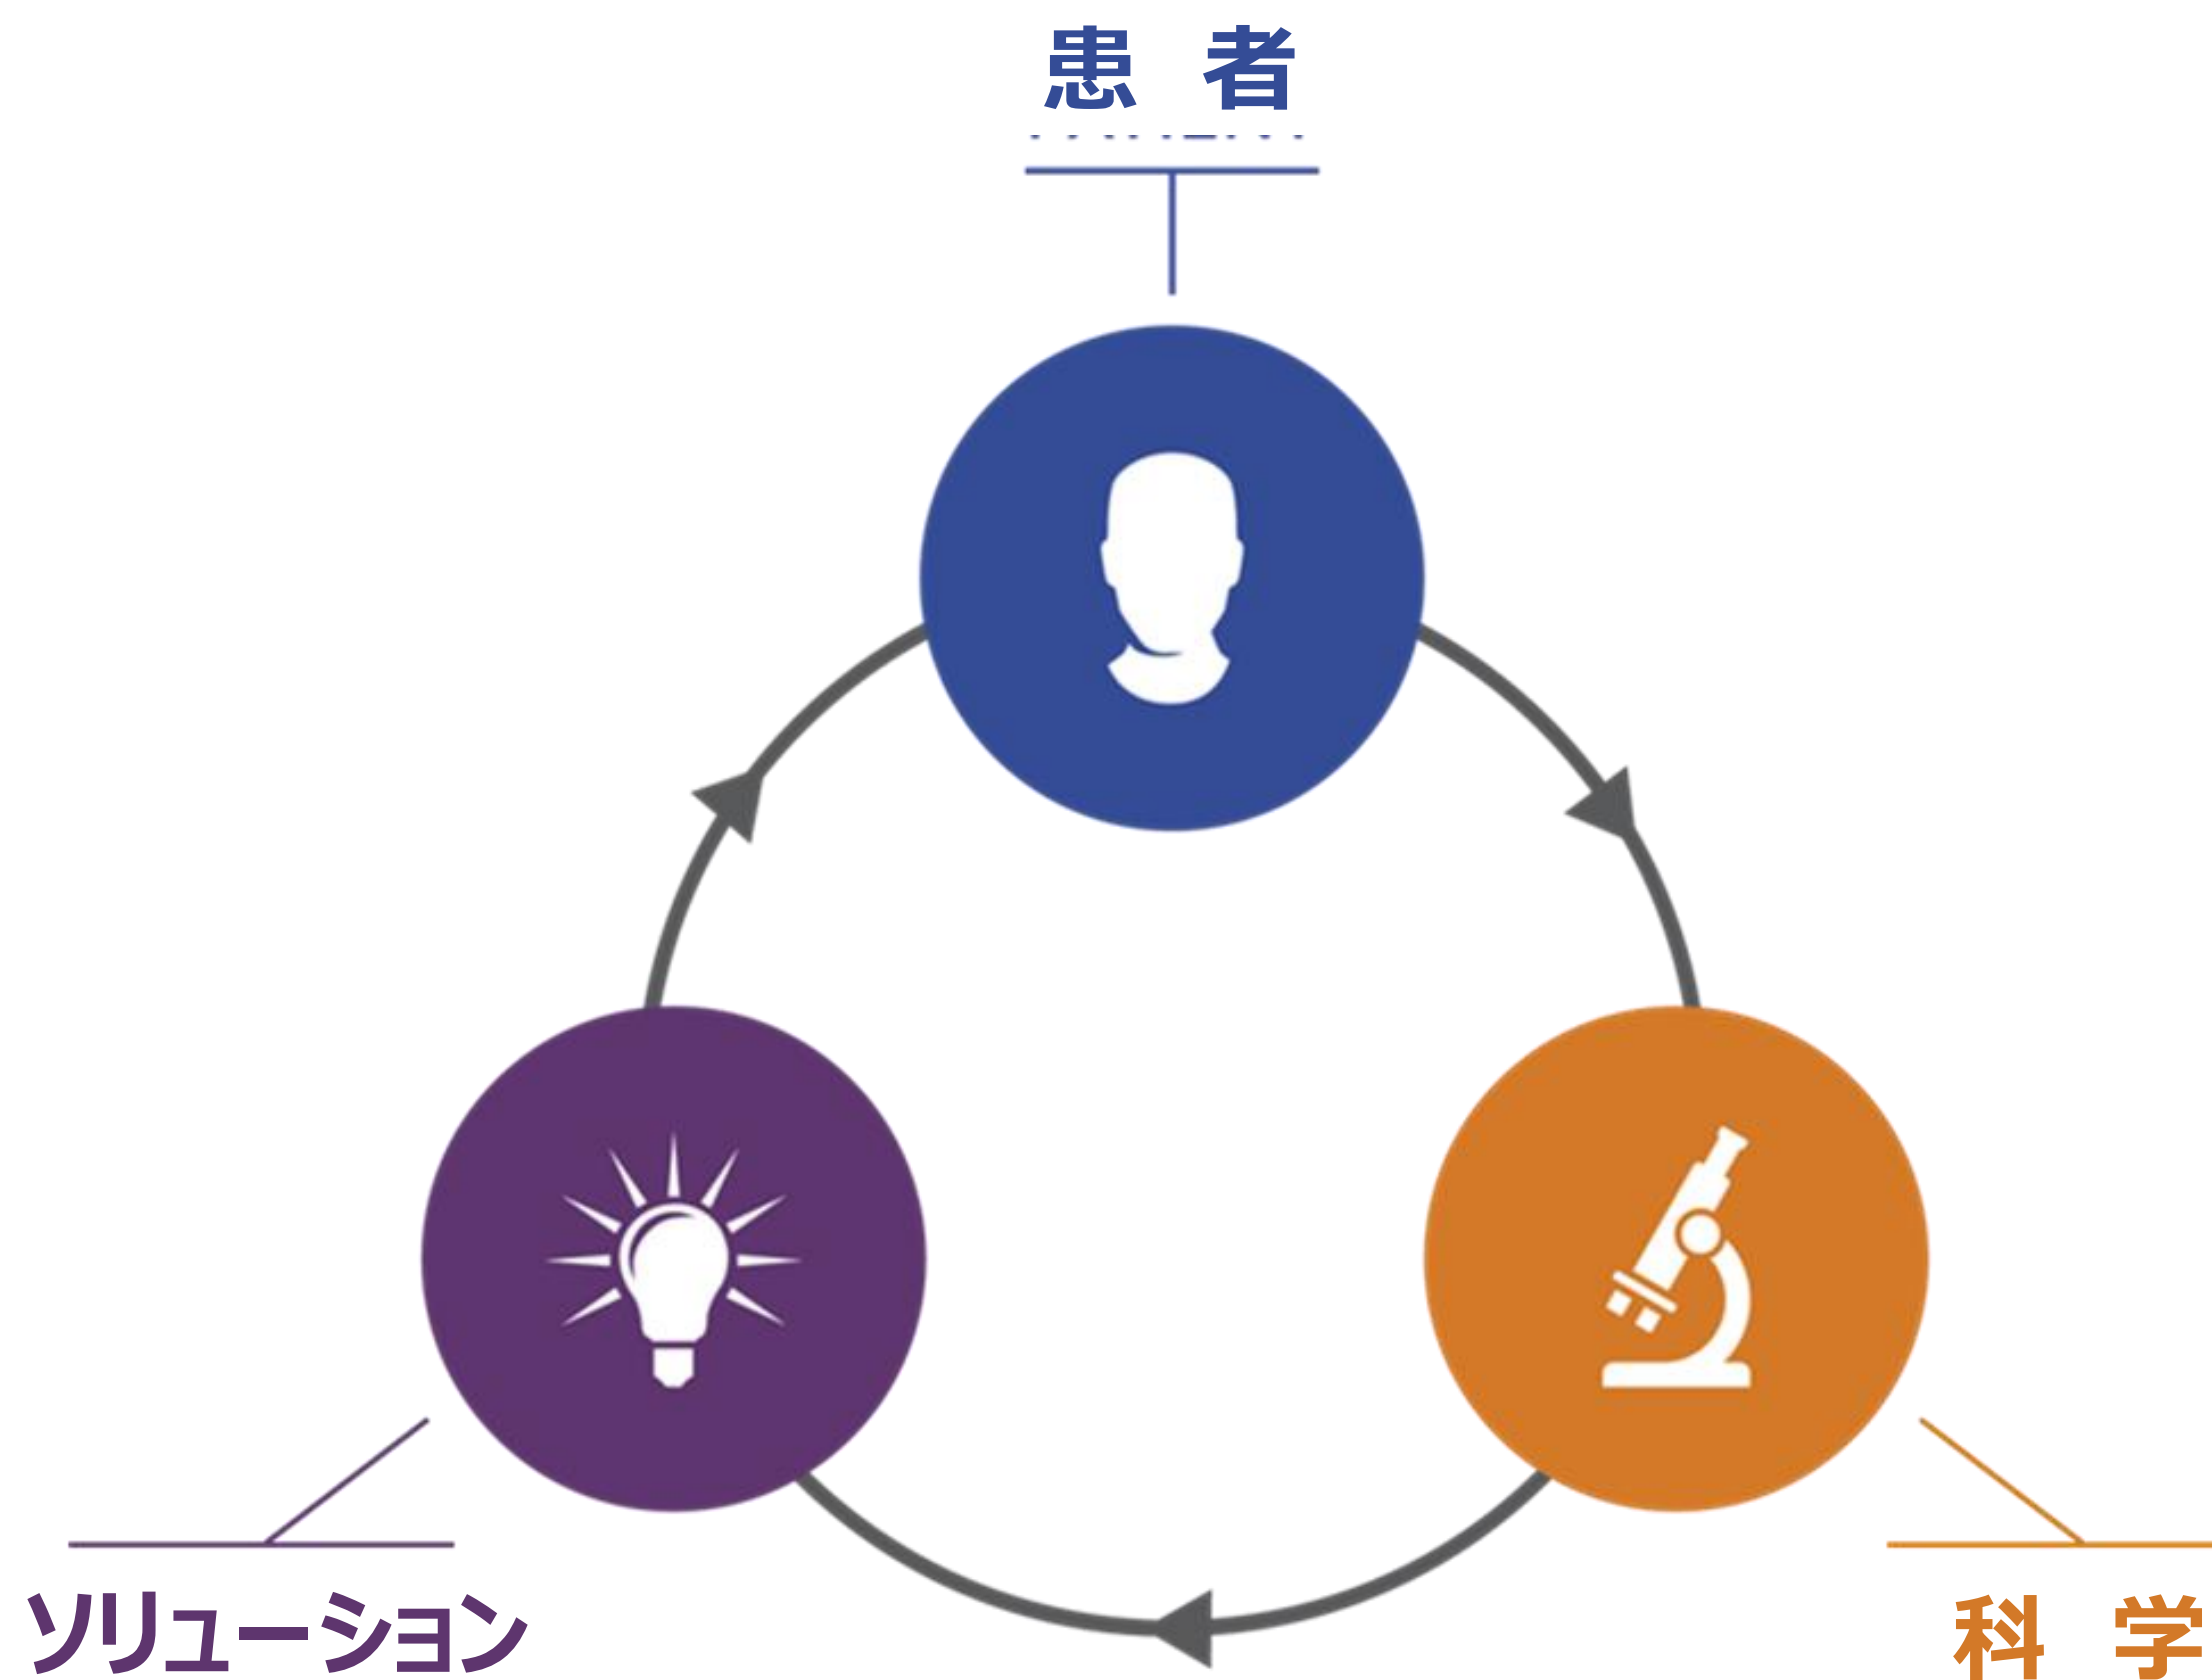 患 者
ソリューション
科 学